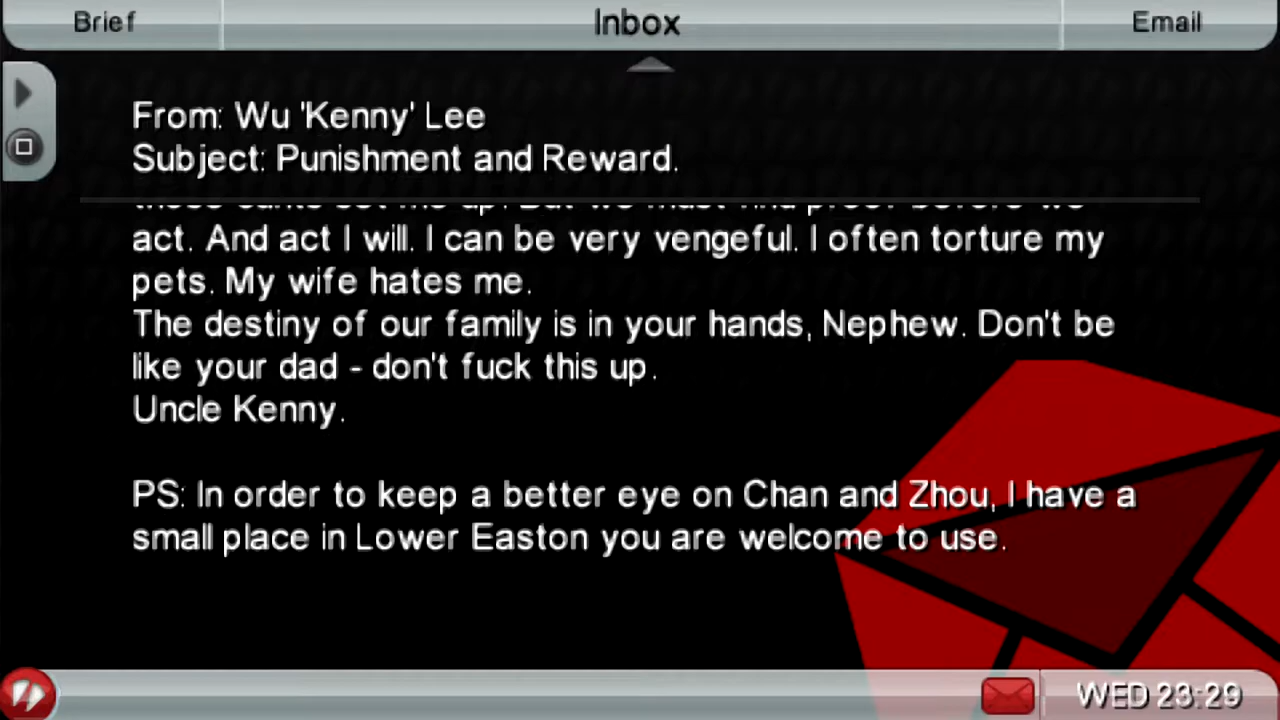 Brief
Inbox
Email
From: Wu 'Kenny' Lee
Subject: Punishment and Reward.
act. And act I will. I can be very vengeful. I often torture my
pets. My wife hates me.
The destiny of our family is in your hands, Nephew. Don't be
like your dad - don't fuck this up.
Uncle Kenny.
PS: In order to keep a better eye on Chan and Zhou, I have a
small place in Lower Easton you are welcome to use.
WED 23:29